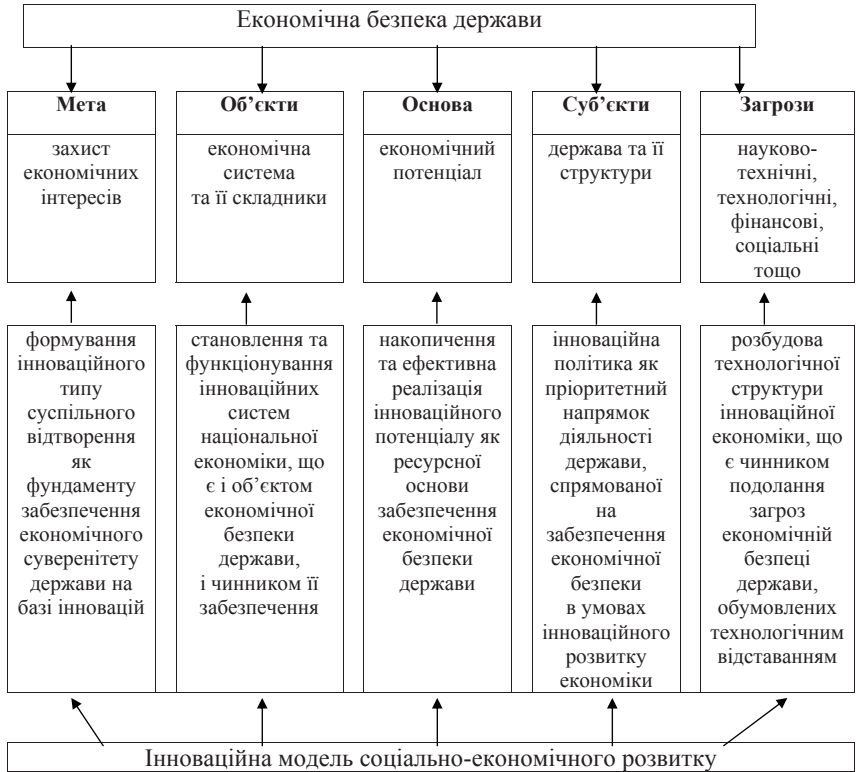 Економічна безпека держави
Мета
захист
економічних
інтересів
Об’єкти
економічна
система
та її складники
Основа
економічний
потенціал
Суб’єкти
держава та її
структури
Загрози
науково-
технічні,
технологічні,
фінансові,
соціальні
тощо
формування
інноваційного
типу
суспільного
відтворення
як
фундаменту
забезпечення
економічного
суверенітету
держави на
базі інновацій
становлення та
функціонування
інноваційних
систем
національної
економіки, що
є і об’єктом
економічної
безпеки
держави,
і чинником її
забезпечення
накопичення
та ефективна
реалізація
інноваційного
потенціалу як
ресурсної
основи
забезпечення
економічної
безпеки
держави
інноваційна
політика як
пріоритетний
напрямок
діяльності
держави,
спрямованої
на
забезпечення
економічної
безпеки
в умовах
інноваційного
розвитку
економіки
розбудова
технологічної
структури
інноваційної
економіки, що
є чинником
подолання
загроз
економічній
безпеці
держави,
обумовлених
технологічним
відставанням
Інноваційна модель соціально-економічного розвитку